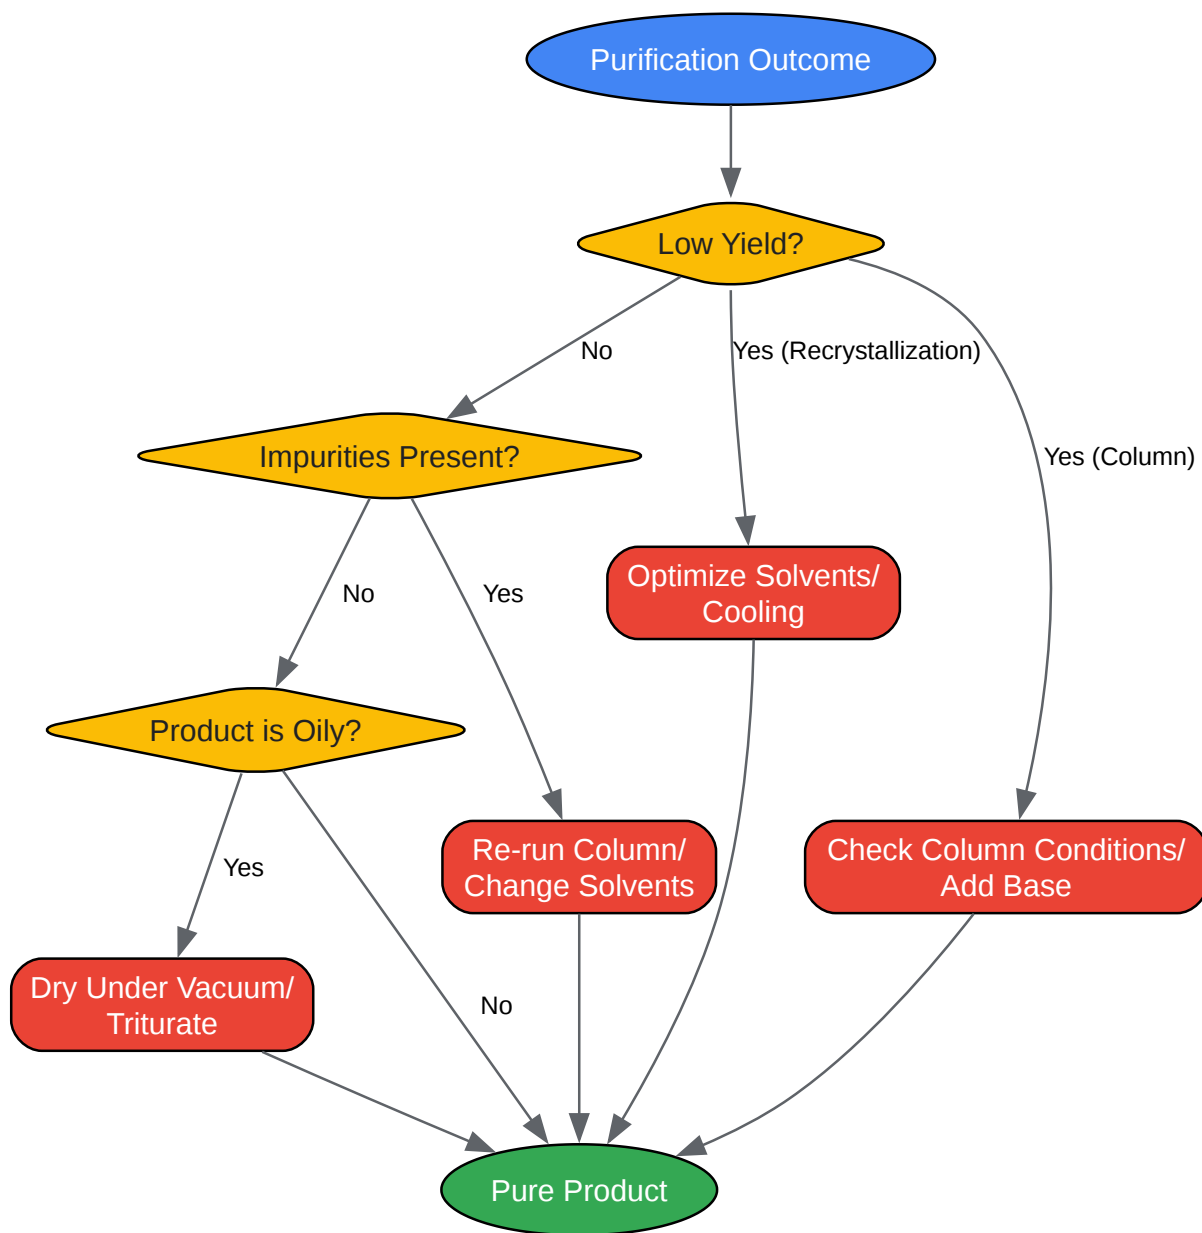 Purification Outcome
Low Yield?
No
Yes (Recrystallization)
Yes (Column)
Impurities Present?
No
Yes
Optimize Solvents/
Cooling
Product is Oily?
Yes
Re-run Column/
Change Solvents
Check Column Conditions/
Add Base
Dry Under Vacuum/
Triturate
No
Pure Product